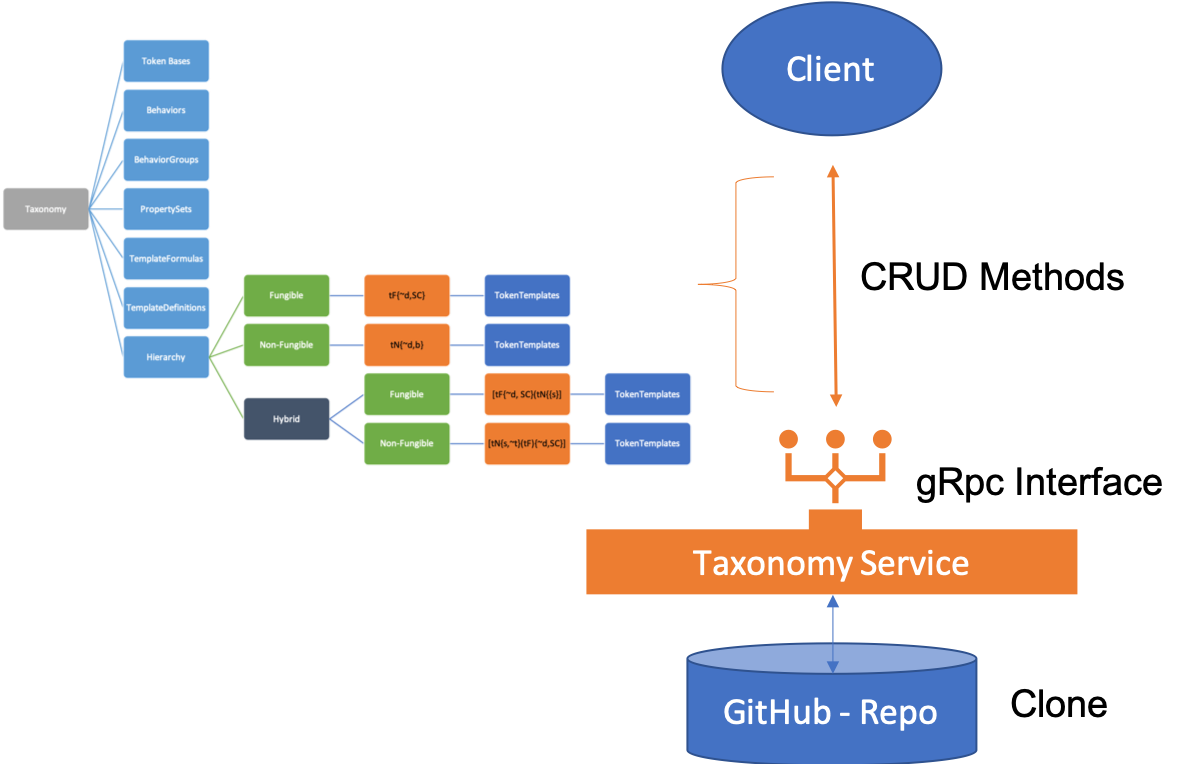 Token Bases
Behaviors
BehaviorGroups
Taxonomy
PropertySets
TemplateFormulas
TemplateDefinitions
Hierarchy
Fungible
tF{~d,SC}
TokenTemplates
Non-Fungible
tN{~d,b}
TokenTemplates
Hybrid
Fungible
[tF{~d, SC}(tN{{s}]
TokenTemplates
Non-Fungible
[tN{s,~t}(tF){~d,SC}]
TokenTemplates
Client
CRUD Methods
gRpc Interface
Taxonomy Service
GitHub - Repo
Clone